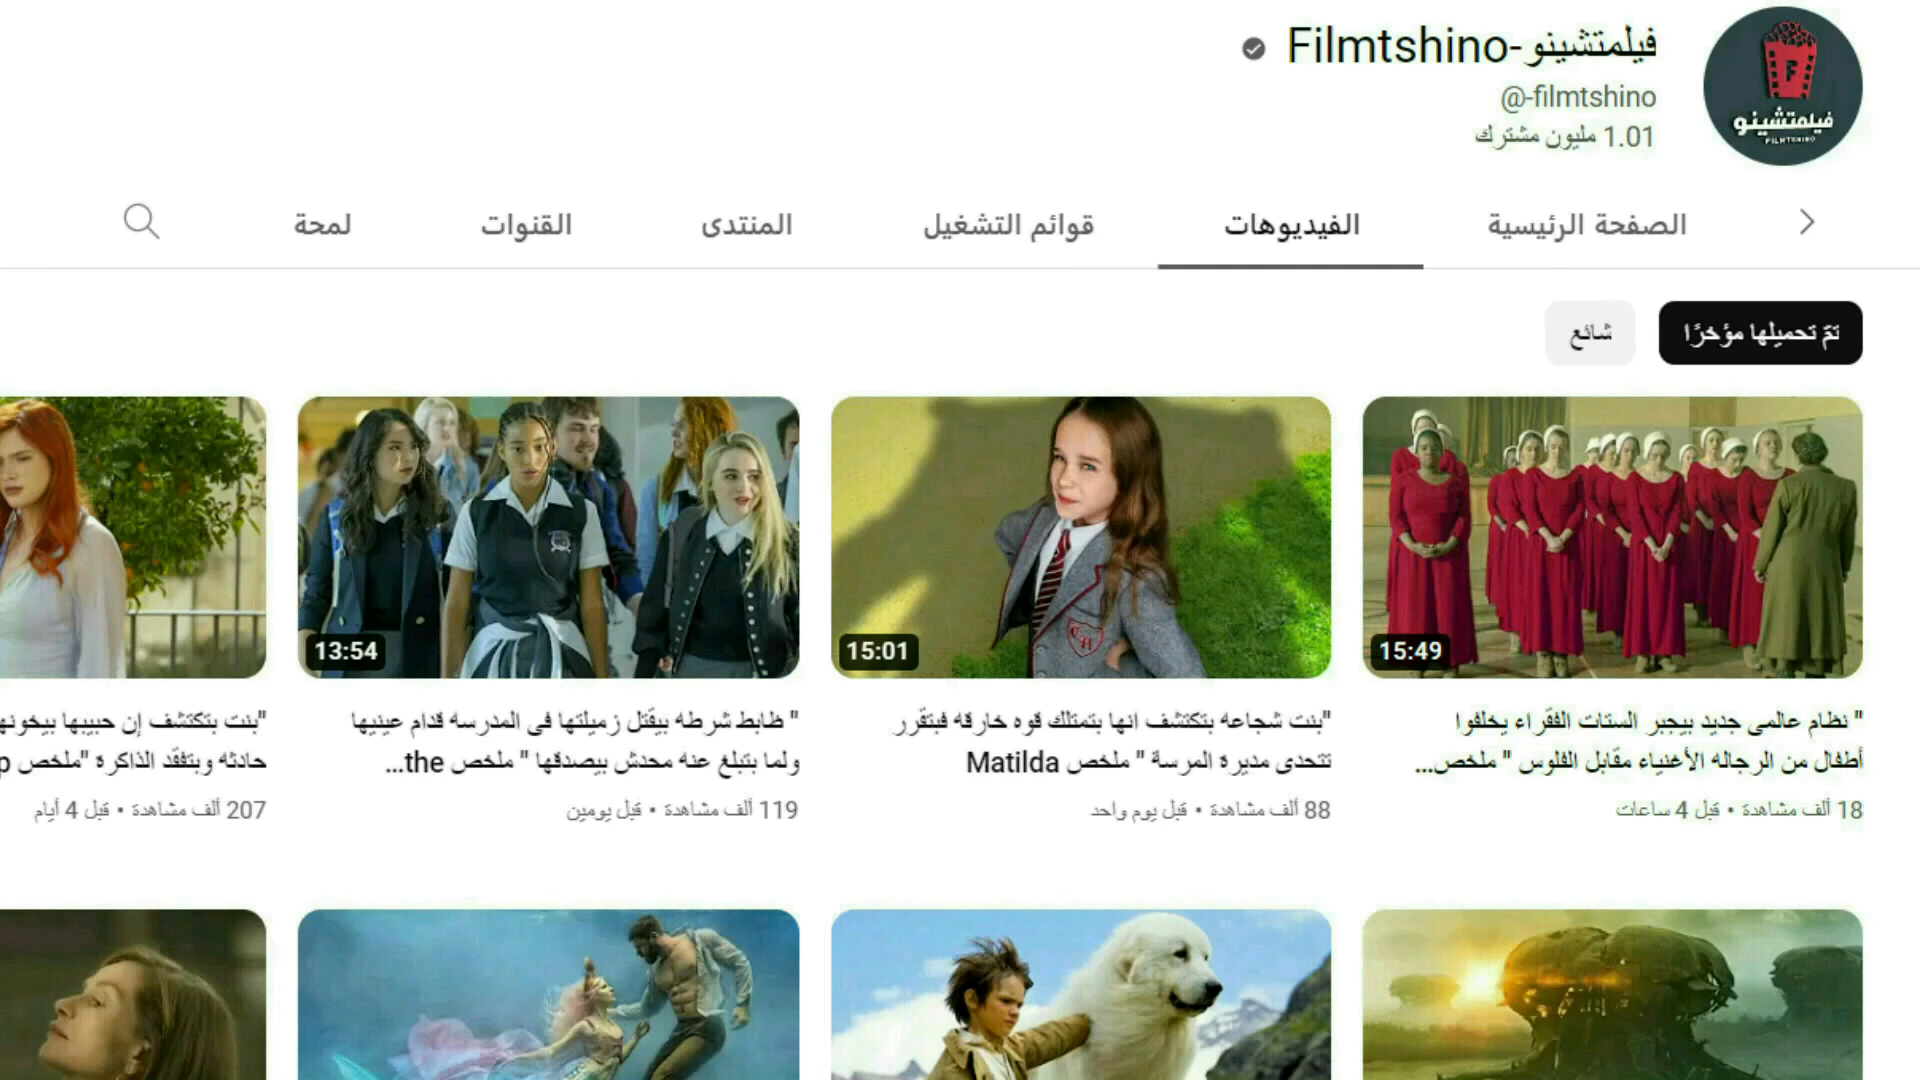 فيلمتشينو-Filmtshino
@-filmtshino
1.01 مليون مشترك
فيلمتشينو
FILMTSHINO
الصفحة الرئيسية
الفيديوهات
قوائم التشغيل
المنتدى
القنوات
لمحة
تمّ تحميلها مؤخرًا
شائع
15:49
15:01
13:54
" نظام عالمى جديد بيجبر الستات الفقراء يخلفوا
أطفال من الرجاله الأغنياء مقابل الفلوس " ملخص...
18 ألف مشاهدة • قبل 4 ساعات
"بنت شجاعه بتكتشف انها بتمتلك قوه خارقه فبتقرر
تتحدى مديرة المرسة " ملخص Matilda
88 ألف مشاهدة • قبل يوم واحد
" ظابط شرطه بيقتل زميلتها فى المدرسه قدام عينيها
ولما بتبلغ عنه محدش بيصدقها " ملخص the...
119 ألف مشاهدة • قبل يومين
"بنت بتكتشف إن حبيبها
حادثه وبتفقد الذاكرة "ملخص
207 ألف مشاهدة • قبل 4 أيام